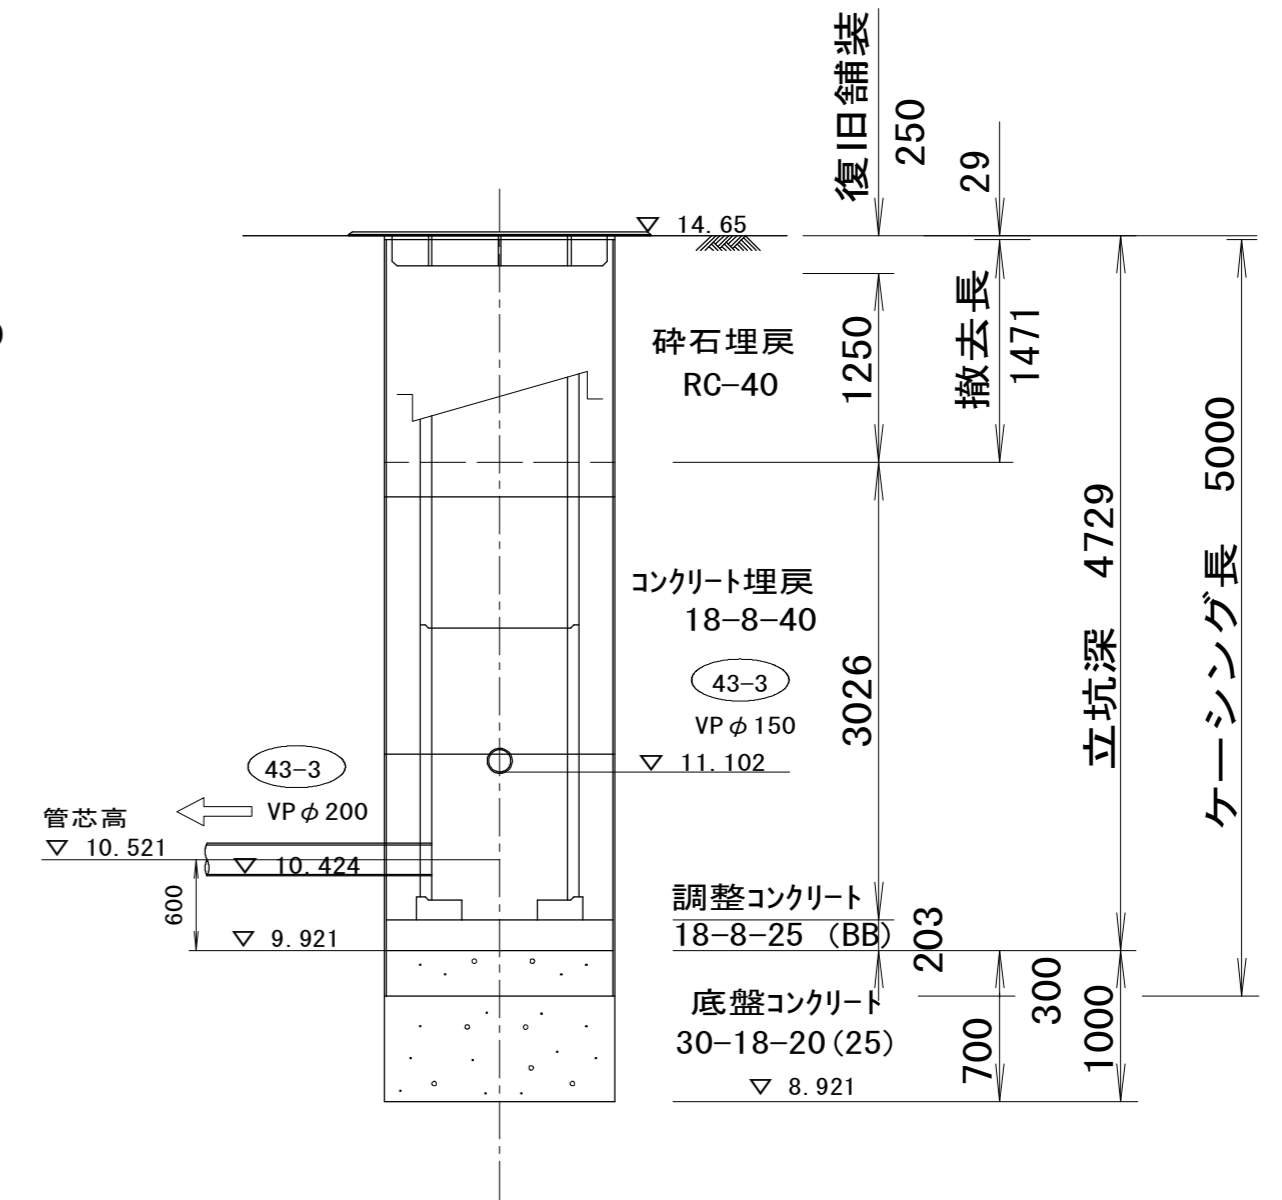 復旧舗装
250
29
▽ 14.65
撤去長
1471
砕石埋戻
RC-40
1250
ケーシング長 5000
立坑深 4729
コンクリート埋戻
18-8-40
43-3
VPφ150
3026
▽ 11.102
43-3
VPφ200
管芯高
▽ 10.521
▽ 10.424
600
▽ 9.921
調整コンクリート
18-8-25 (BB)
203
底盤コンクリート
30-18-20(25)
300
700
1000
▽ 8.921